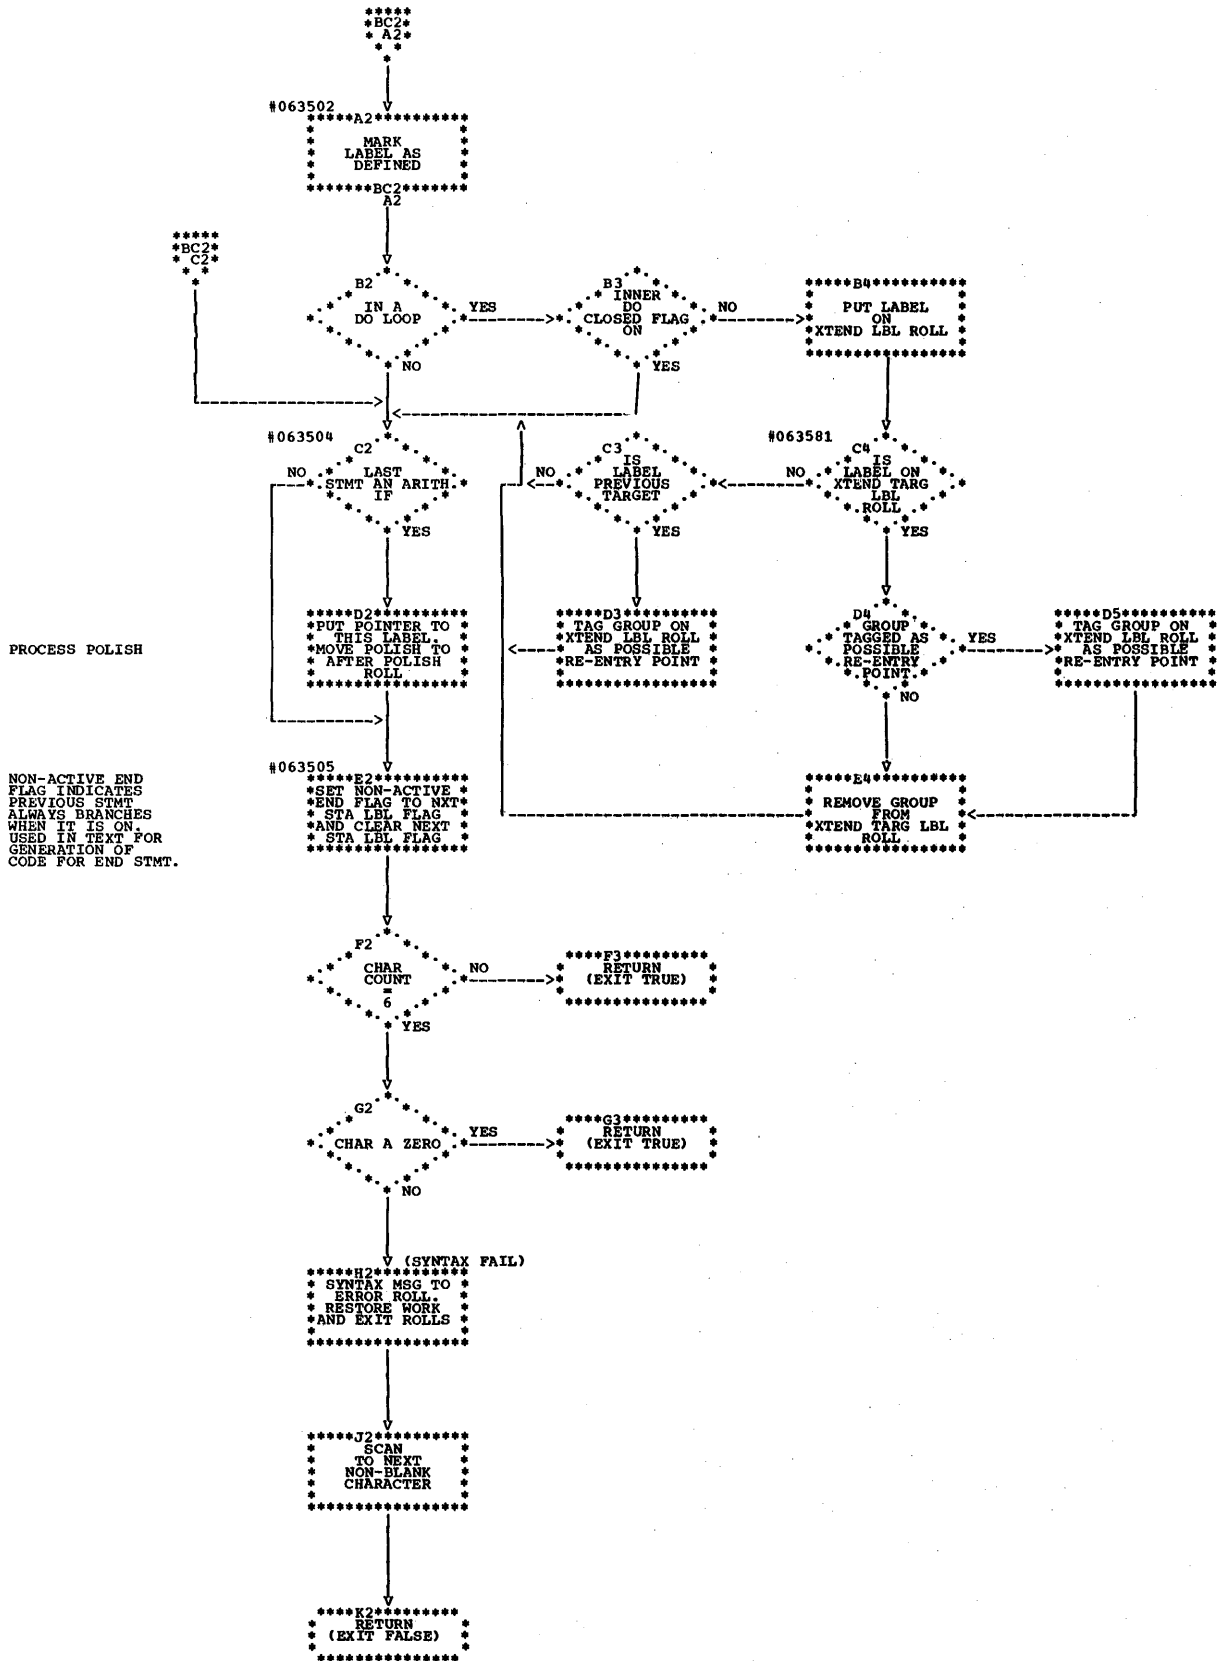 BC2
A2
#063502
A2
MARK
LABEL AS
DEFINED
BC2
A2
BC2
C2
B2
IN A
DO LOOP
YES
NO
B3
INNER
DO
CLOSED FLAG
ON
NO
YES
B4
PUT LABEL
ON
XTEND LBL ROLL
#063504
C2
LAST
STMT AN ARITH.
IF
NO
YES
C3
IS
LABEL
PREVIOUS
TARGET
NO
YES
#063581
C4
IS
LABEL ON
XTEND TARG
LBL
ROLL
NO
YES
PROCESS POLISH
D2
PUT POINTER TO
THIS LABEL.
MOVE POLISH TO
AFTER POLISH
ROLL
D3
TAG GROUP ON
XTEND LBL ROLL
AS POSSIBLE
RE-ENTRY POINT
D4
GROUP
TAGGED AS
POSSIBLE
RE-ENTRY
POINT.
YES
NO
D5
TAG GROUP ON
XTEND LBL ROLL
AS POSSIBLE
RE-ENTRY POINT
NON-ACTIVE END
FLAG INDICATES
PREVIOUS STMT
ALWAYS BRANCHES
WHEN IT IS ON.
USED IN TEXT FOR
GENERATION OF
CODE FOR END STMT.
#063505
E2
SET NON-ACTIVE
END FLAG TO NXT
STA LBL FLAG
AND CLEAR NEXT
STA LBL FLAG
E4
REMOVE GROUP
FROM
XTEND TARG LBL
ROLL
F2
CHAR
COUNT
=
6
NO
YES
F3
RETURN
(EXIT TRUE)
G2
CHAR A ZERO
YES
NO
G3
RETURN
(EXIT TRUE)
(SYNTAX FAIL)
H2
SYNTAX MSG TO
ERROR ROLL.
RESTORE WORK
AND EXIT ROLLS
J2
SCAN
TO NEXT
NON-BLANK
CHARACTER
K2
RETURN
(EXIT FALSE)